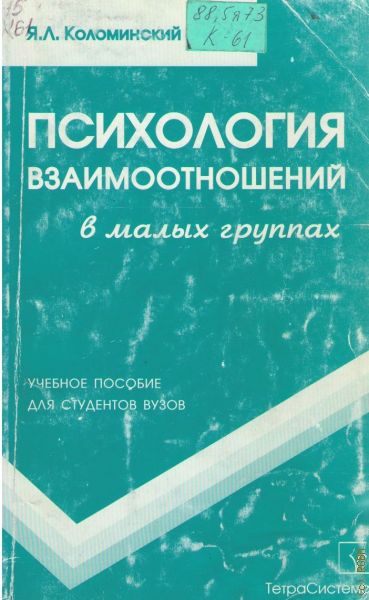 Я.Л. Коломинский
88,5я73
К-61
ПСИХОЛОГИЯ
ВЗАИМООТНОШЕНИЙ
в малых группах
УЧЕБНОЕ ПОСОБИЕ
ДЛЯ СТУДЕНТОВ ВУЗОВ
ТетраСистемс